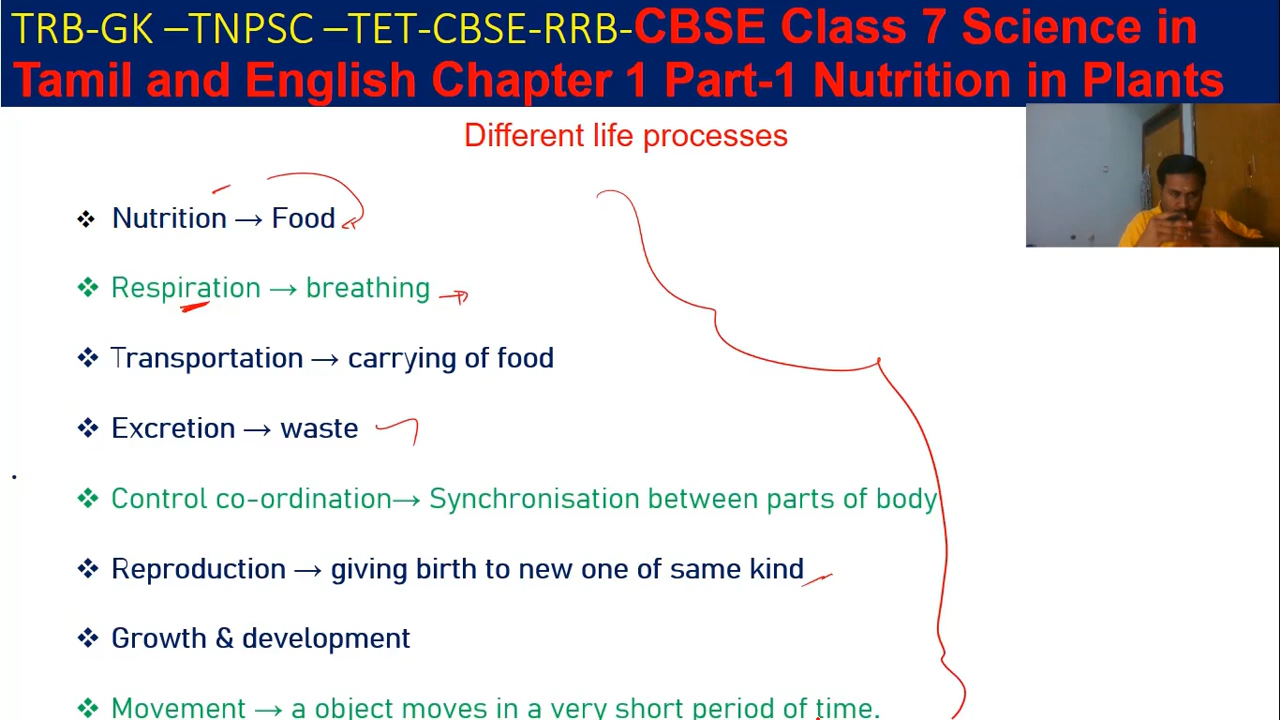 TRB-GK –TNPSC –TET-CBSE-RRB-CBSE Class 7 Science in
Tamil and English Chapter 1 Part-1 Nutrition in Plants
Different life processes
❖ Nutrition → Food
❖ Respiration → breathing
❖ Transportation → carrying of food
❖ Excretion → waste
❖ Control co-ordination→ Synchronisation between parts of body
❖ Reproduction → giving birth to new one of same kind
❖ Growth & development
❖ Movement → a object moves in a very short period of time.